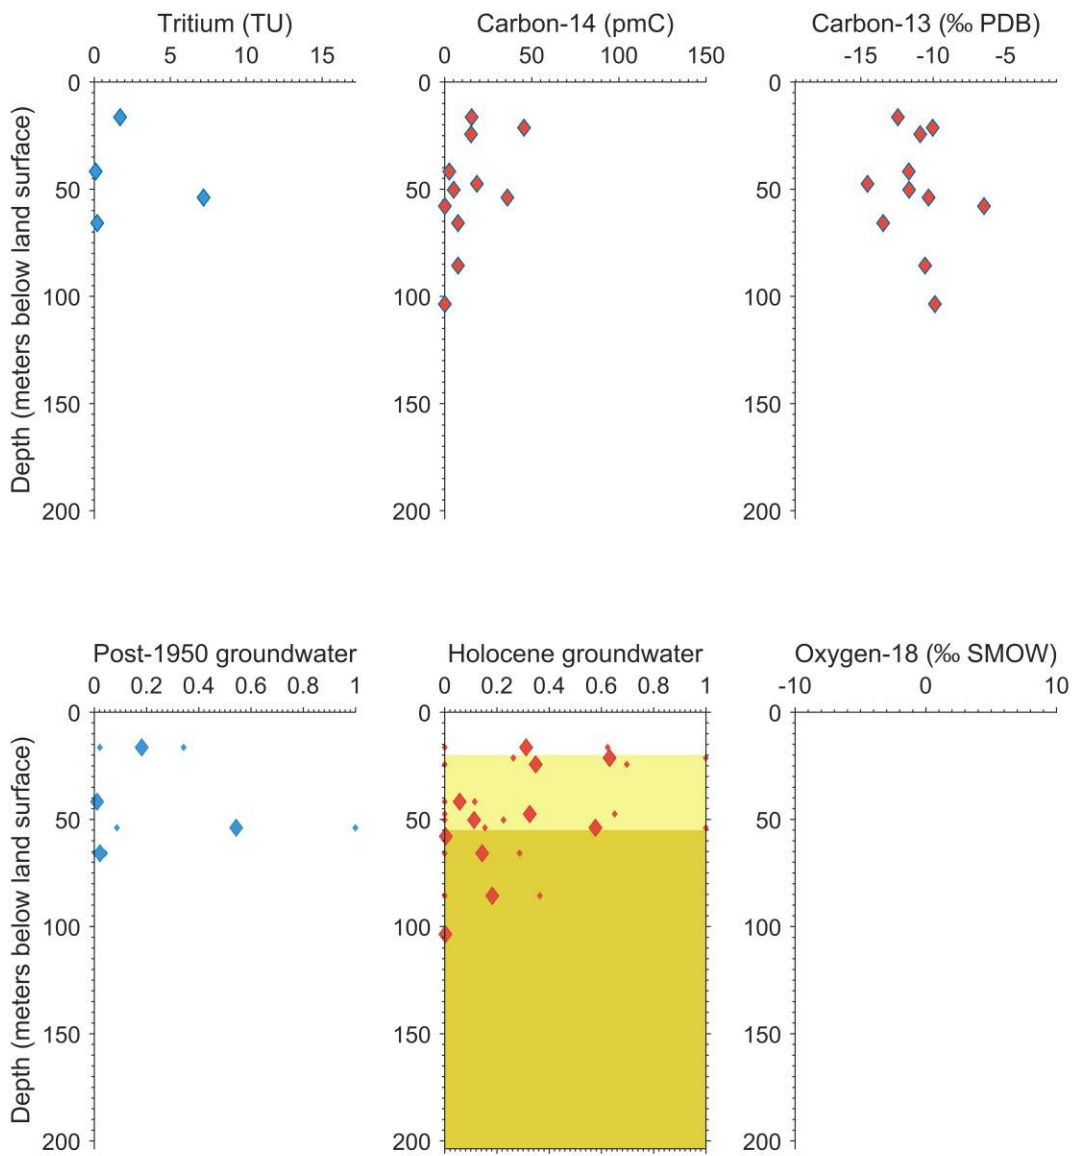 Tritium (TU)
0 5 10 15
Carbon-14 (pmC)
0 50 100 150
Carbon-13 (‰ PDB)
-15 -10 -5
Depth (meters below land surface)
0
50
100
150
200
0
50
100
150
200
0
50
100
150
200
Post-1950 groundwater
0 0.2 0.4 0.6 0.8 1
Holocene groundwater
0 0.2 0.4 0.6 0.8 1
Oxygen-18 (‰ SMOW)
-10 0 10
Depth (meters below land surface)
0
50
100
150
200
0
50
100
150
200
0
50
100
150
200